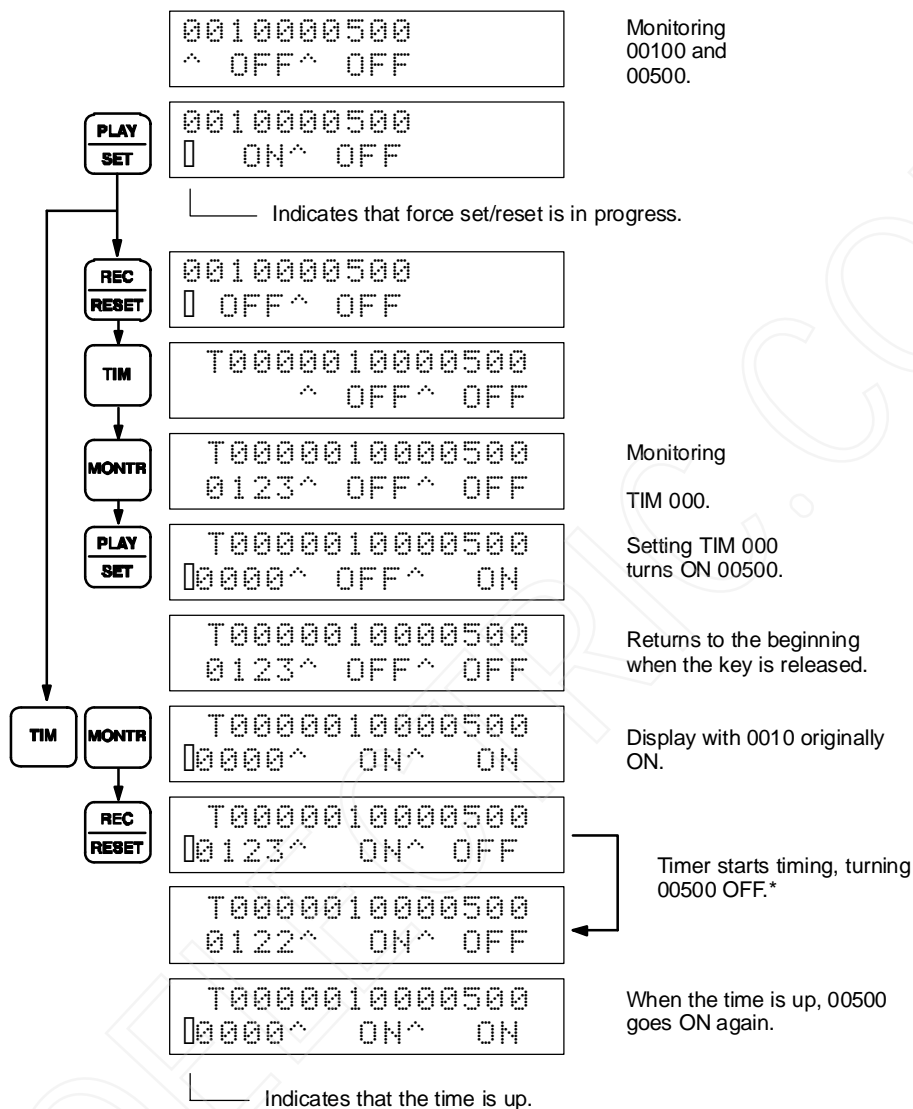 0010000500
^ OFF^ OFF
Monitoring
00100 and
00500.
PLAY
SET
0010000500
▯ ON^ OFF
Indicates that force set/reset is in progress.
REC
RESET
0010000500
▯ OFF^ OFF
TIM
T0000010000500
^ OFF^ OFF
MONTR
T0000010000500
0123^ OFF^ OFF
Monitoring
TIM 000.
PLAY
SET
T0000010000500
▯0000^ OFF^ ON
Setting TIM 000
turns ON 00500.
T0000010000500
0123^ OFF^ OFF
Returns to the beginning
when the key is released.
TIM
MONTR
T0000010000500
▯0000^ ON^ ON
Display with 0010 originally
ON.
REC
RESET
T0000010000500
▯0123^ ON^ OFF
Timer starts timing, turning
00500 OFF.*
T0000010000500
0122^ ON^ OFF
T0000010000500
▯0000^ ON^ ON
When the time is up, 00500
goes ON again.
Indicates that the time is up.